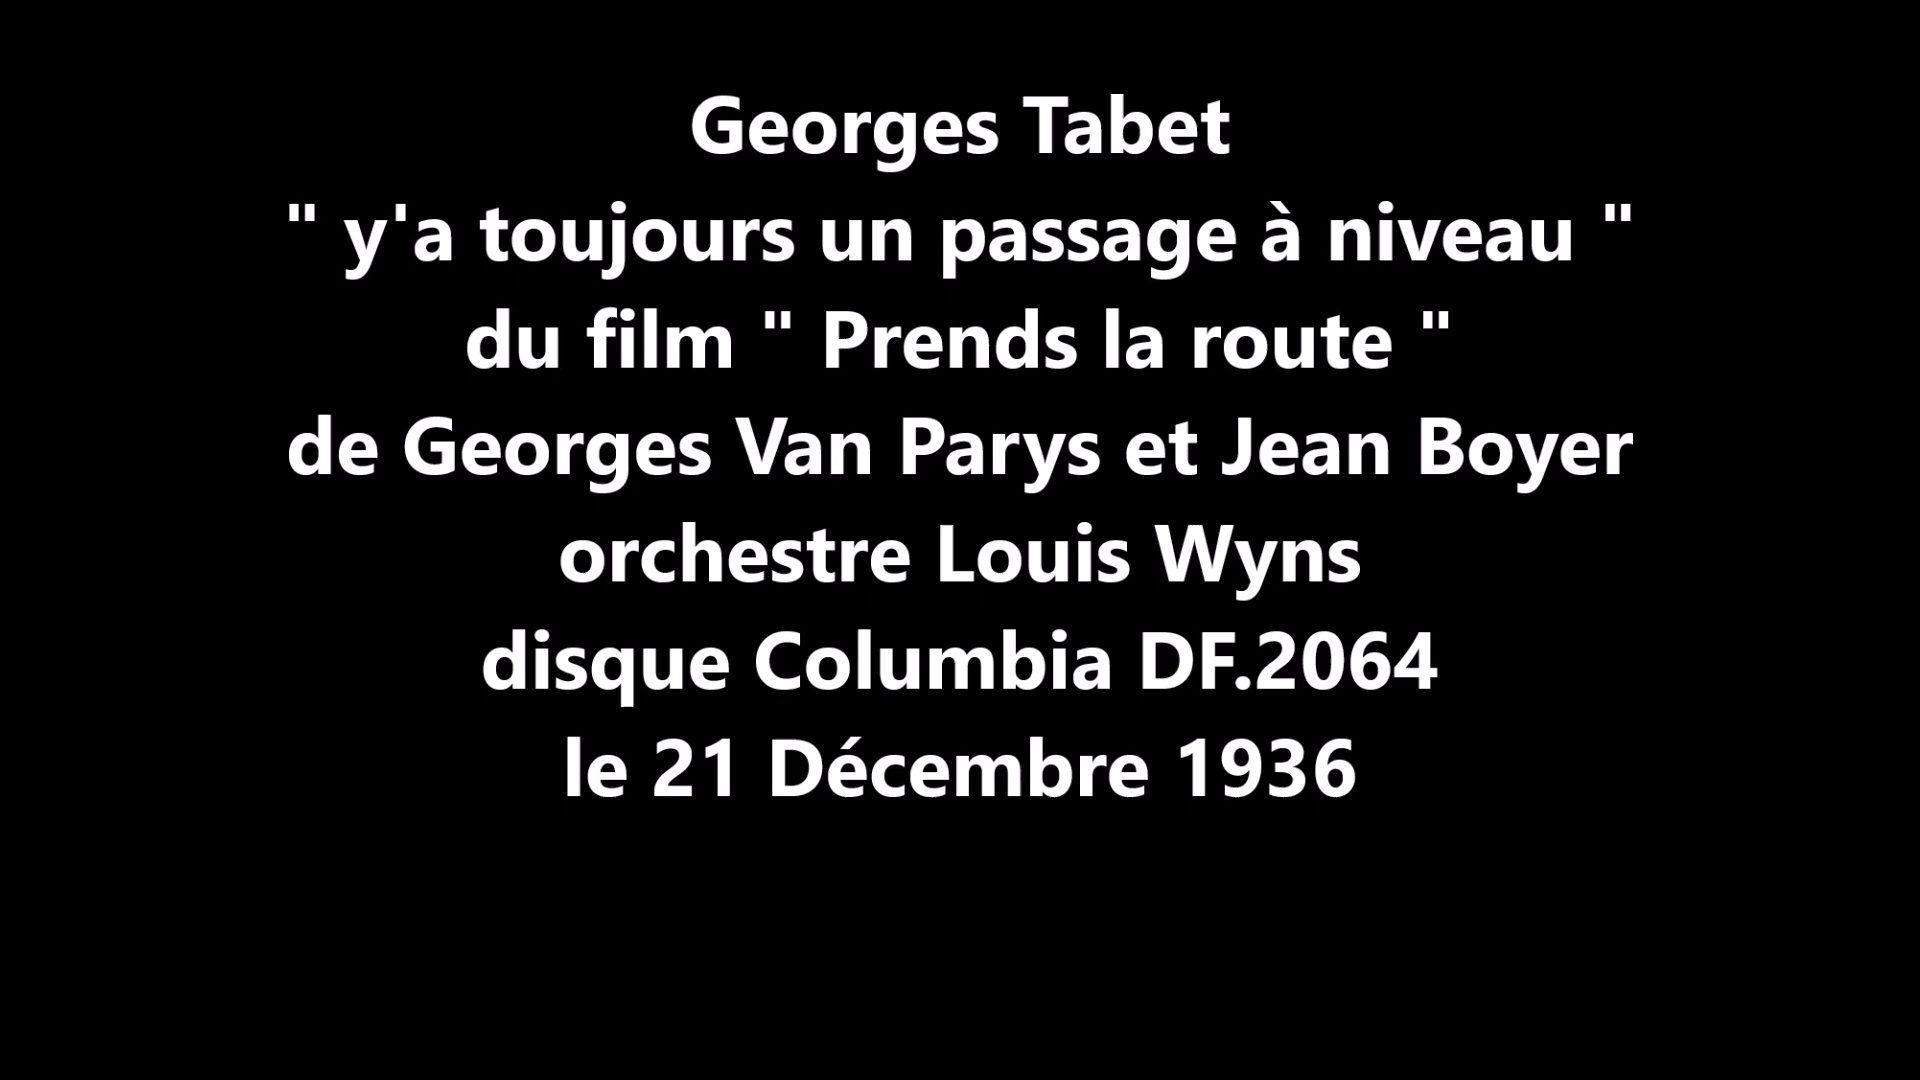 Georges Tabet
" y'a toujours un passage à niveau "
du film " Prends la route "
de Georges Van Parys et Jean Boyer
orchestre Louis Wyns
disque Columbia DF.2064
le 21 Décembre 1936